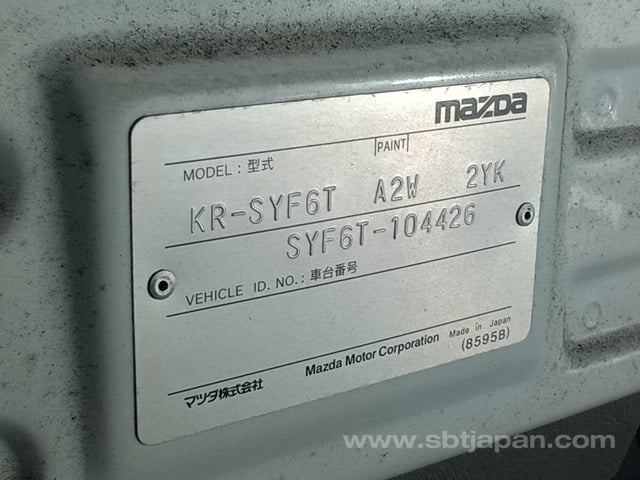 mazda
MODEL : 型式 PAINT
KR-SYF6T A2W 2YK
SYF6T-104426
VEHICLE ID. NO. : 車台番号
マツダ株式会社 Mazda Motor Corporation Made in Japan
(8595B)
www.sbtjapan.com